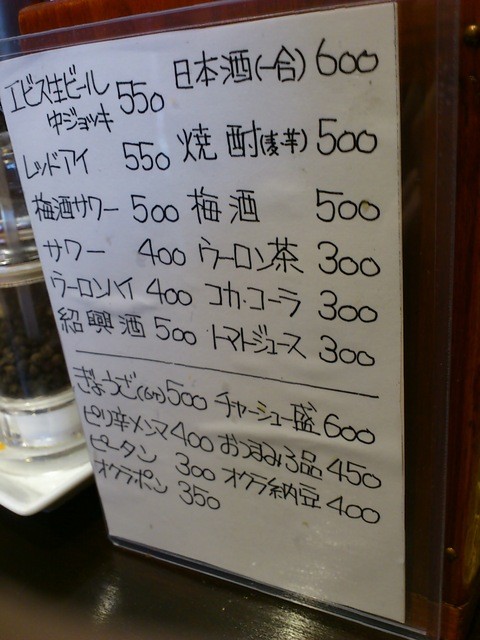 エビス生ビール
中ジョッキ 550
レッドアイ 550
梅酒サワー 500
サワー 400
ウーロンハイ 400
紹興酒 500
日本酒(一合) 600
焼酎(麦芋) 500
梅酒 500
ウーロン茶 300
コカ・コーラ 300
トマトジュース 300
ぎょうざ 500
ピリ辛メンマ 400
ピータン 300
オクラポン 350
チャーシュー盛 600
おつまみ3品 450
オクラ納豆 400